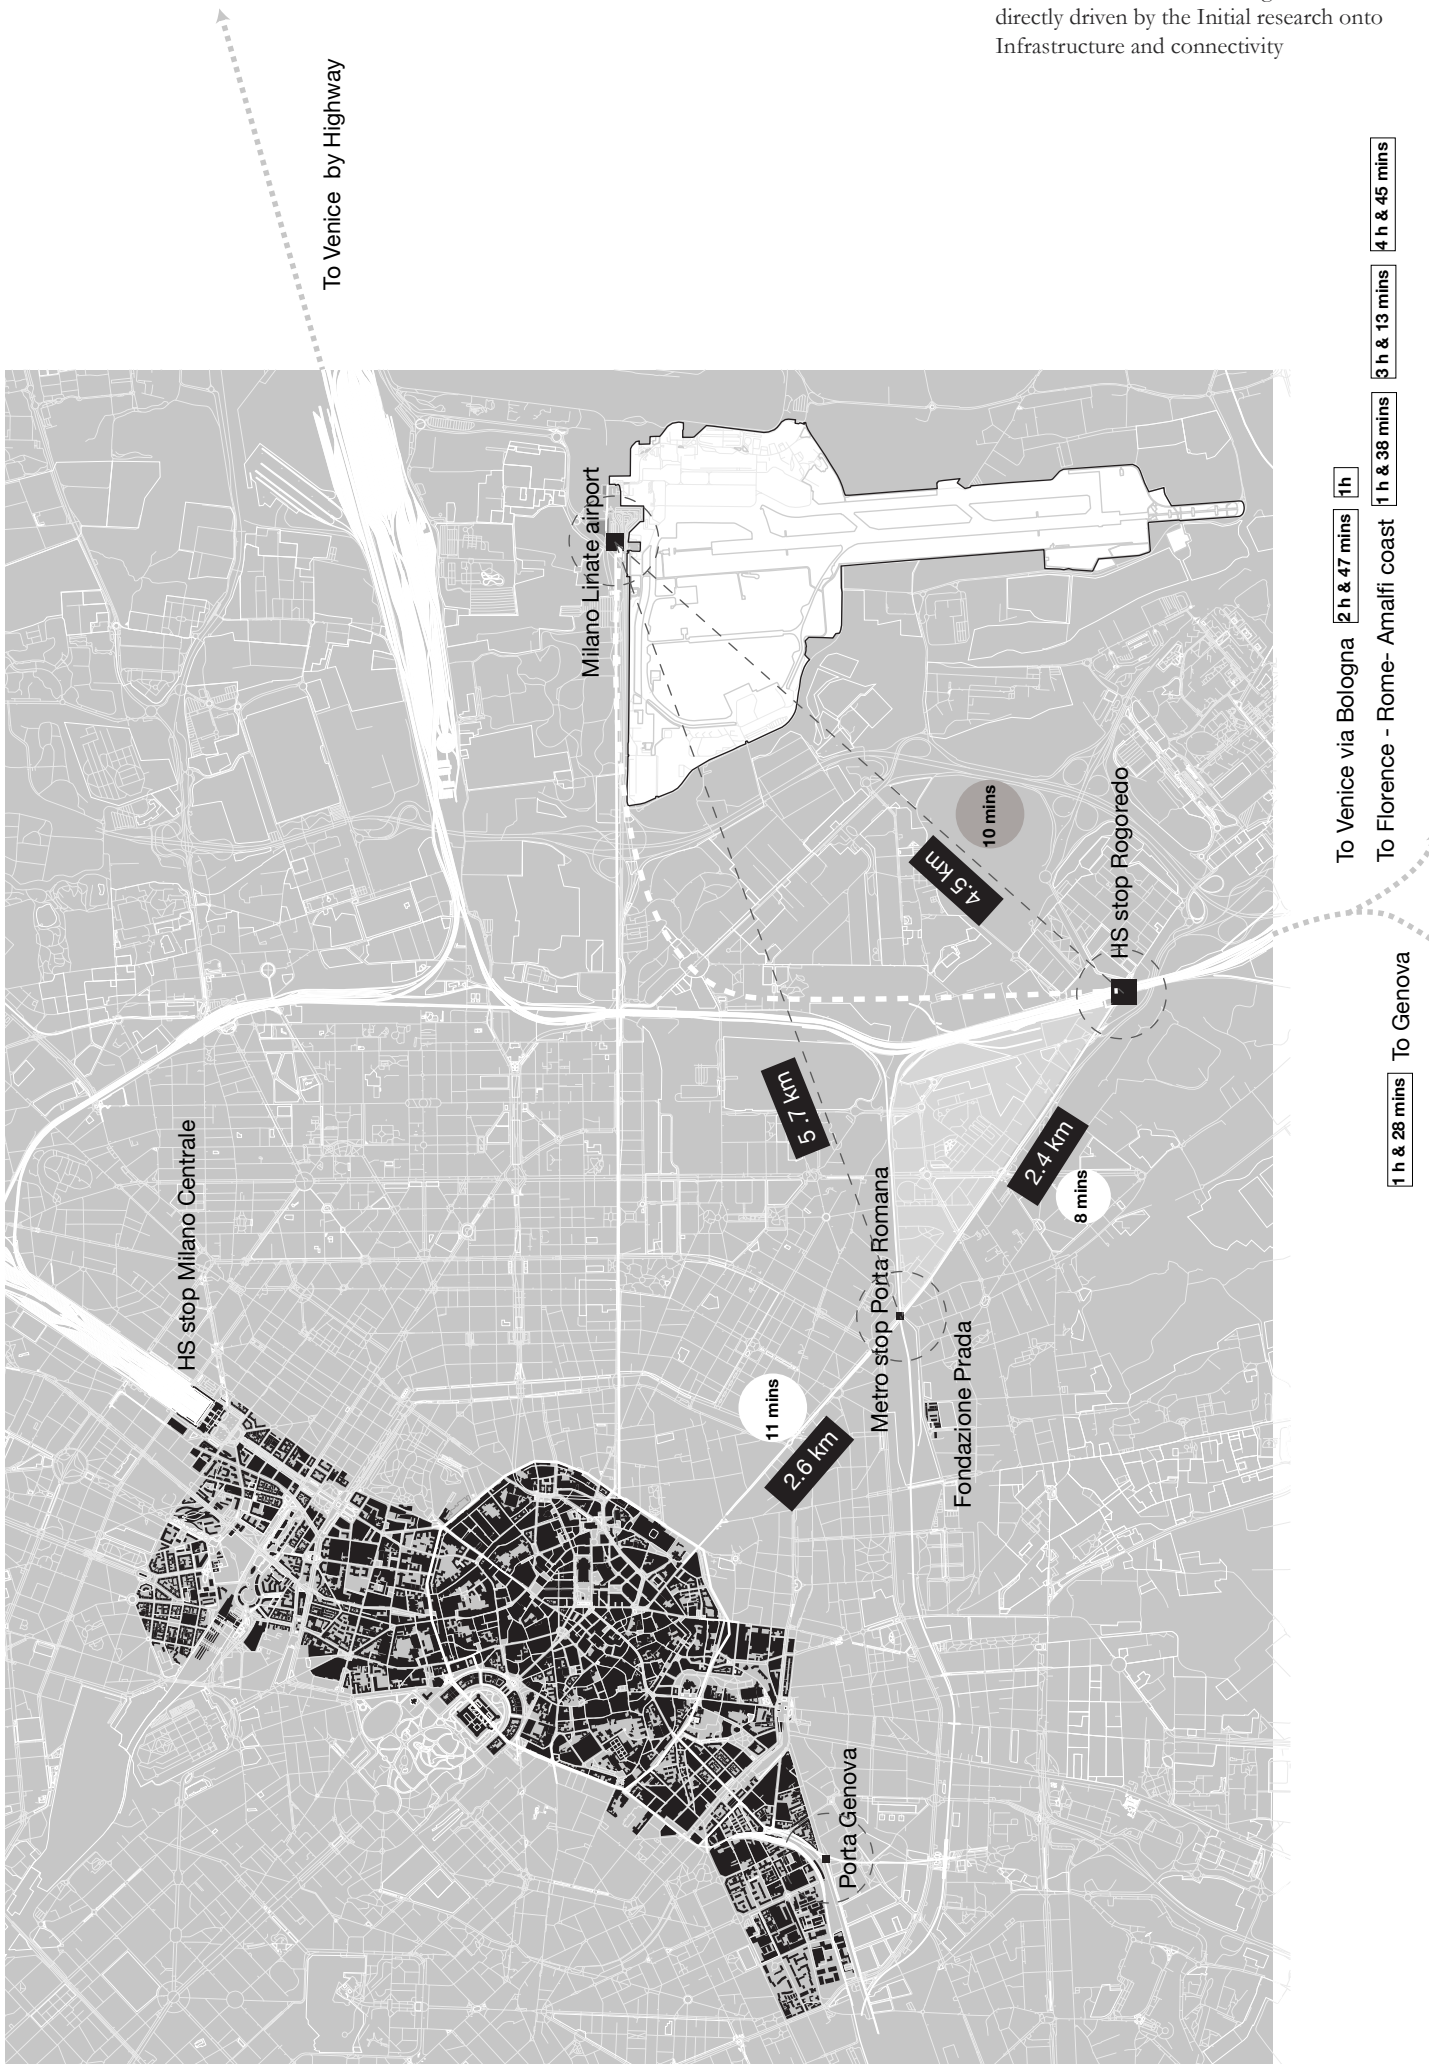 directly driven by the Initial research onto
Infrastructure and connectivity
To Venice by Highway
HS stop Milano Centrale
Milano Linate airport
Metro stop Porta Romana
Fondazione Prada
Porta Genova
HS stop Rogoredo
5 .7 km
4.5 km
10 mins
2.4 km
8 mins
11 mins
2.6 km
To Venice via Bologna 2 h & 47 mins 1h
To Florence - Rome- Amalfi coast 1 h & 38 mins 3 h & 13 mins 4 h & 45 mins
1 h & 28 mins To Genova